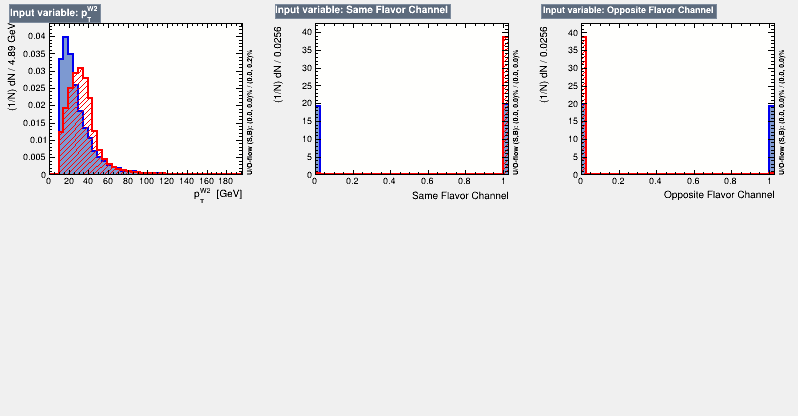 Input variable: p_T^W2
(1/N) dN / 4.89 GeV
0.04
0.035
0.03
0.025
0.02
0.015
0.01
0.005
0
0 20 40 60 80 100 120 140 160 180
p_T^W2 [GeV]
U/O-flow (S,B): (0.0, 0.0)% / (0.0, 0.2)%
Input variable: Same Flavor Channel
(1/N) dN / 0.0256
40
35
30
25
20
15
10
5
0
0 0.2 0.4 0.6 0.8 1
Same Flavor Channel
U/O-flow (S,B): (0.0, 0.0)% / (0.0, 0.0)%
Input variable: Opposite Flavor Channel
(1/N) dN / 0.0256
40
35
30
25
20
15
10
5
0
0 0.2 0.4 0.6 0.8 1
Opposite Flavor Channel
U/O-flow (S,B): (0.0, 0.0)% / (0.0, 0.0)%